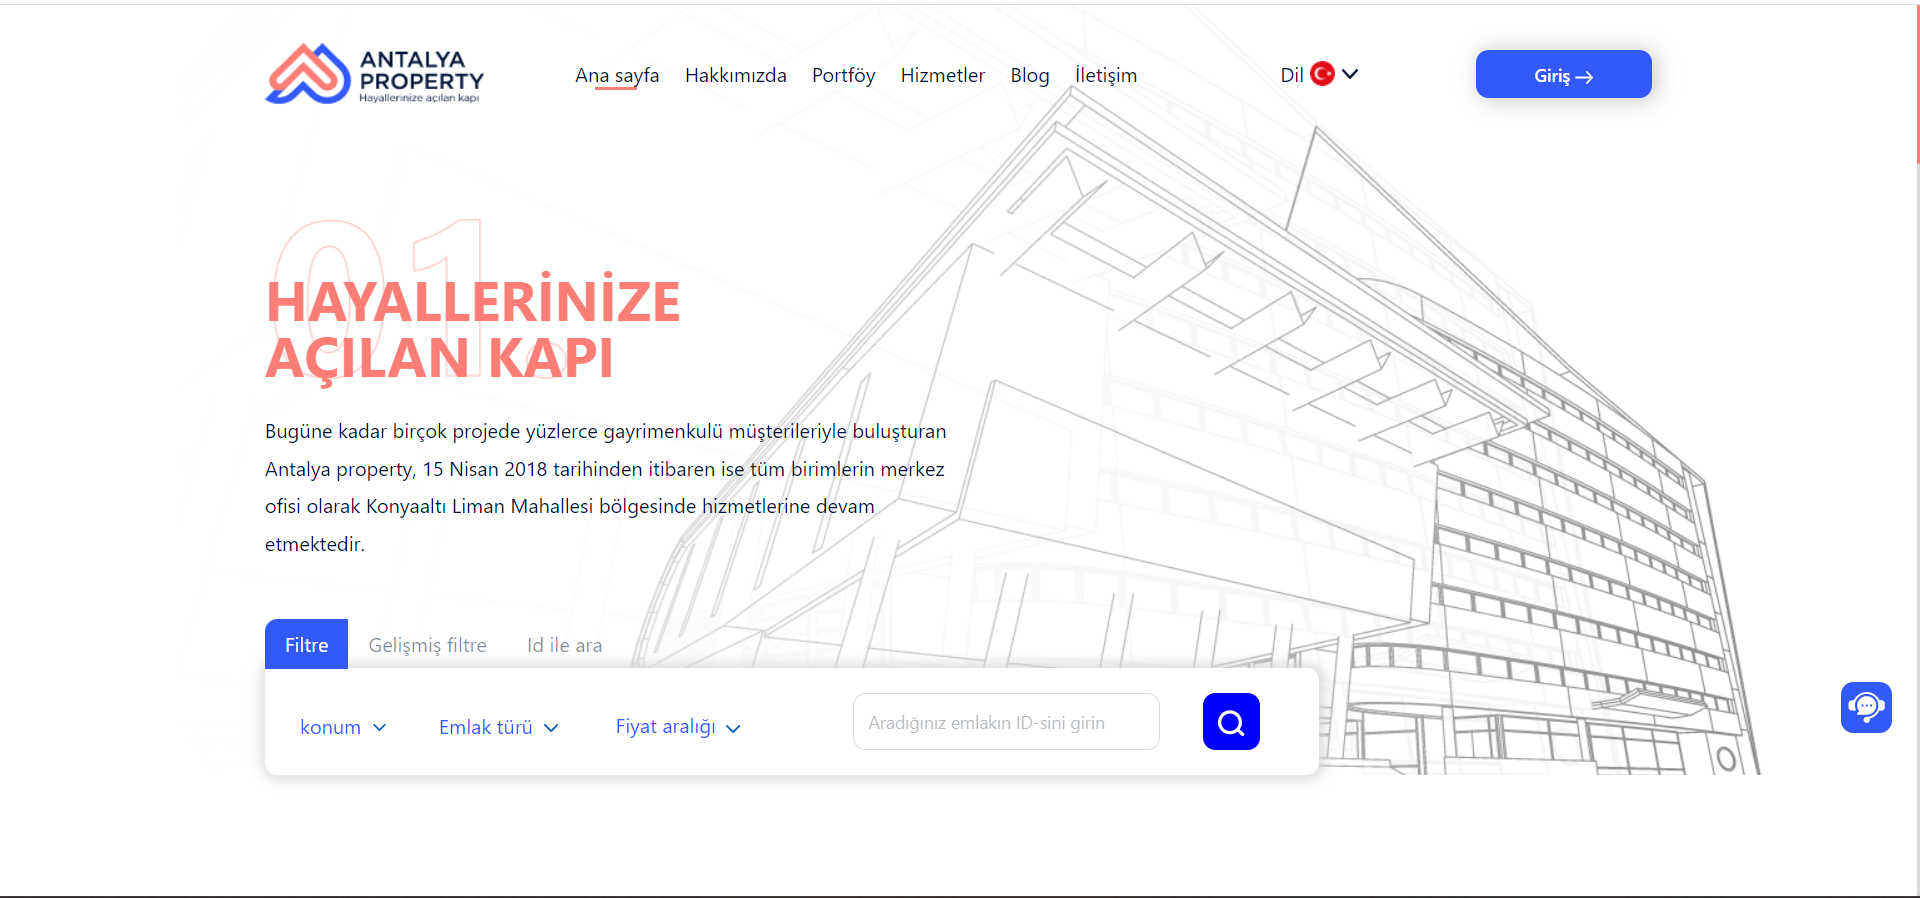 ANTALYA
PROPERTY
Hayallerinize açılan kapı
Ana sayfa
Hakkımızda
Portföy
Hizmetler
Blog
İletişim
Dil
Giriş
01.
HAYALLERİNİZE
AÇILAN KAPI
Bugüne kadar birçok projede yüzlerce gayrimenkulü müşterileriyle buluşturan
Antalya property, 15 Nisan 2018 tarihinden itibaren ise tüm birimlerin merkez
ofisi olarak Konyaaltı Liman Mahallesi bölgesinde hizmetlerine devam
etmektedir.
Filtre
Gelişmiş filtre
Id ile ara
konum
Emlak türü
Fiyat aralığı
Aradığınız emlakın ID-sini girin